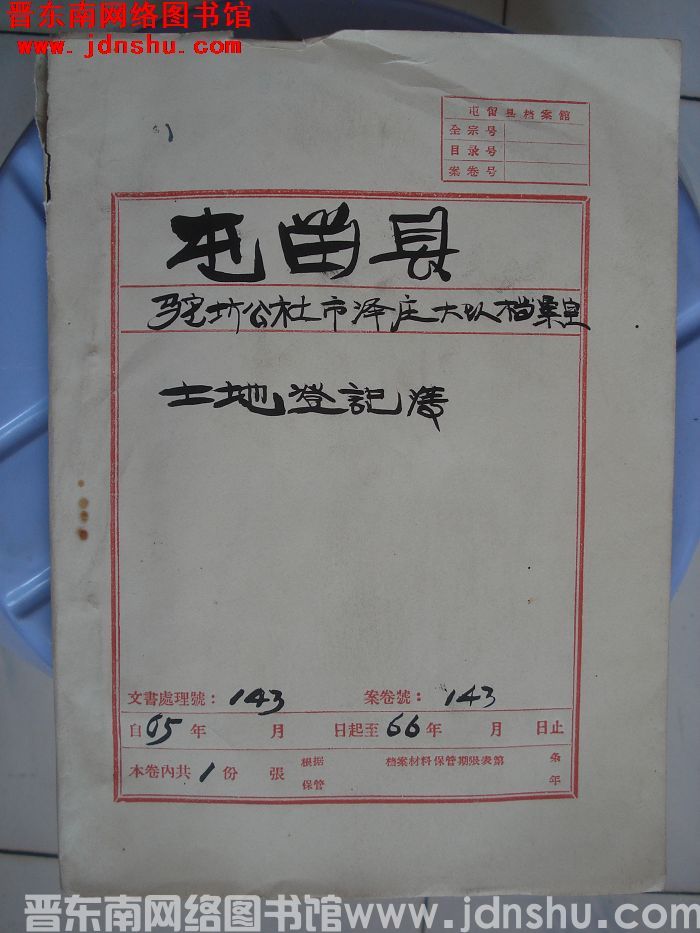 晋东南网络图书馆
www.jdnshu.com
屯留县档案館
全宗号
目录号
案卷号
屯留县
驼坊公社市泽庄大队档案室
土地登記簿
文書處理號：143 案卷號：143
自65年 月 日起至66年 月 日止
本卷內共1份 張 根据 档案材料保管期限表第 条
保管 年
晋东南网络图书馆www.jdnshu.com